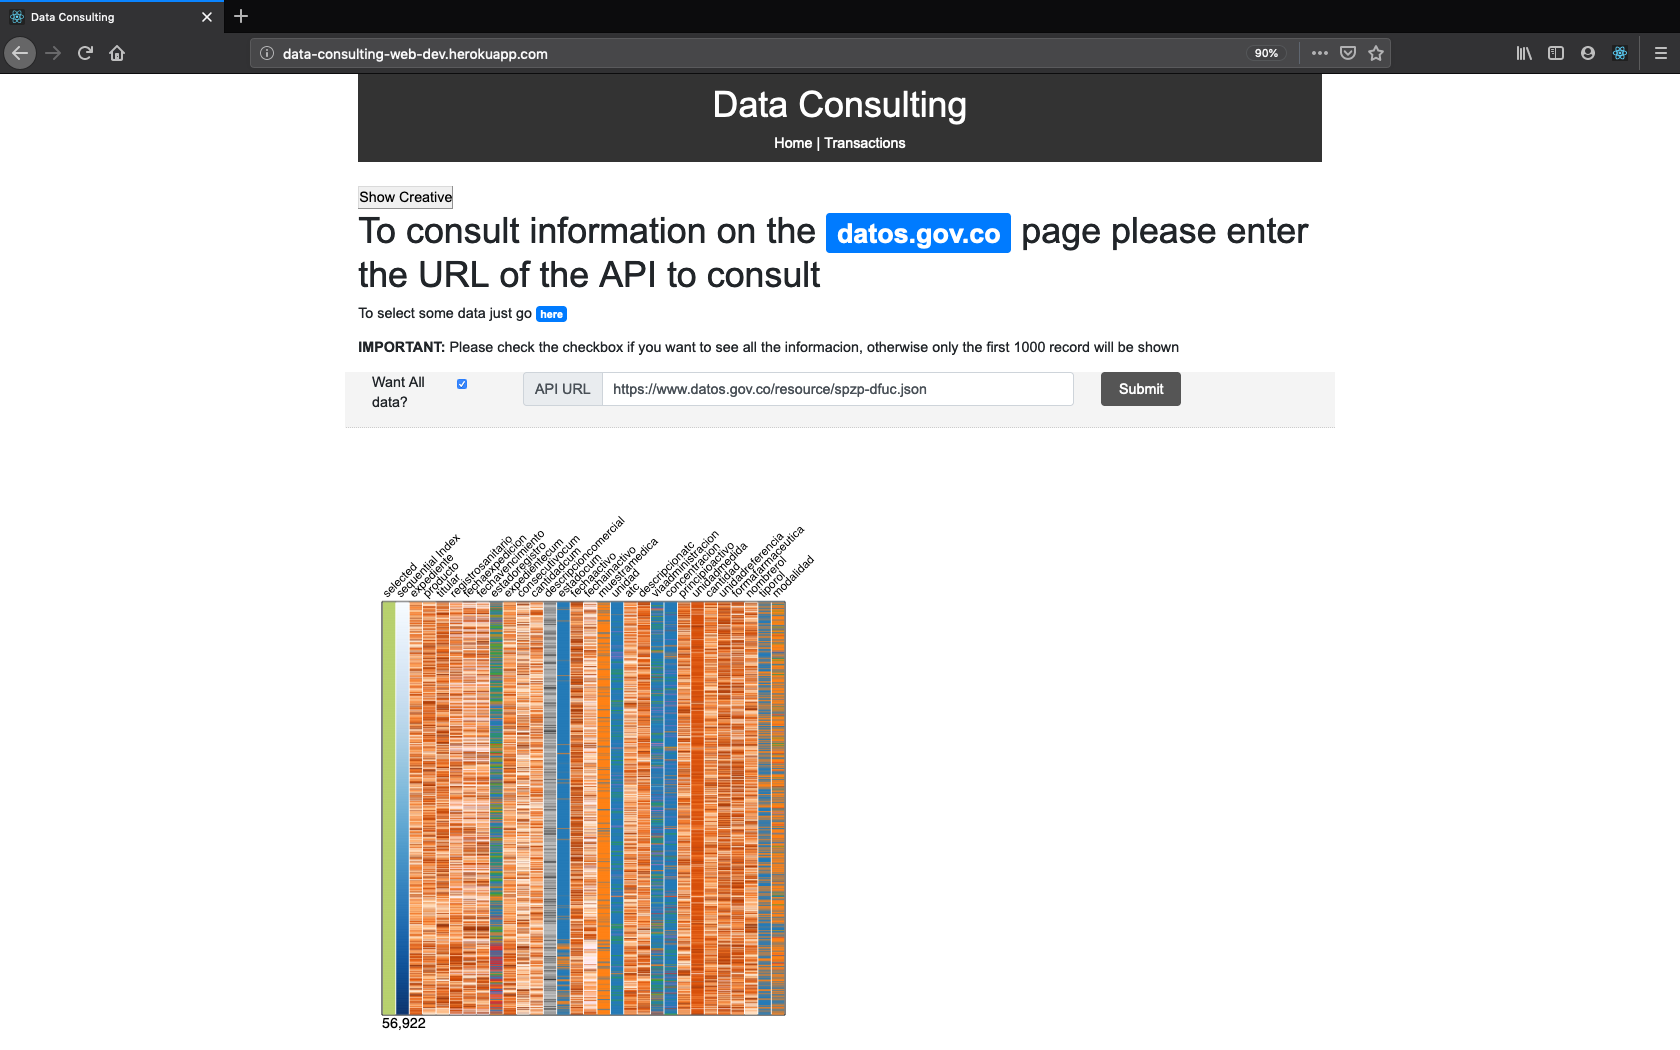 Data Consulting
data-consulting-web-dev.herokuapp.com
90%
Data Consulting
Home | Transactions
Show Creative
To consult information on the datos.gov.co page please enter
the URL of the API to consult
To select some data just go here
IMPORTANT: Please check the checkbox if you want to see all the informacion, otherwise only the first 1000 record will be shown
Want All
data?
API URL
https://www.datos.gov.co/resource/spzp-dfuc.json
Submit
selected
sequential Index
expediente
producto
titular
registrosanitario
fechaexpedicion
fechavencimiento
estadoregistro
expedientecum
consecutivocum
cantidadcum
descripcioncomercial
estadocum
fechaactivo
fechainactivo
muestramedica
unidad
atc
descripcionatc
viaadministracion
concentracion
principioactivo
unidadmedida
cantidad
unidadreferencia
formafarmaceutica
nombrerol
tiporol
modalidad
56,922